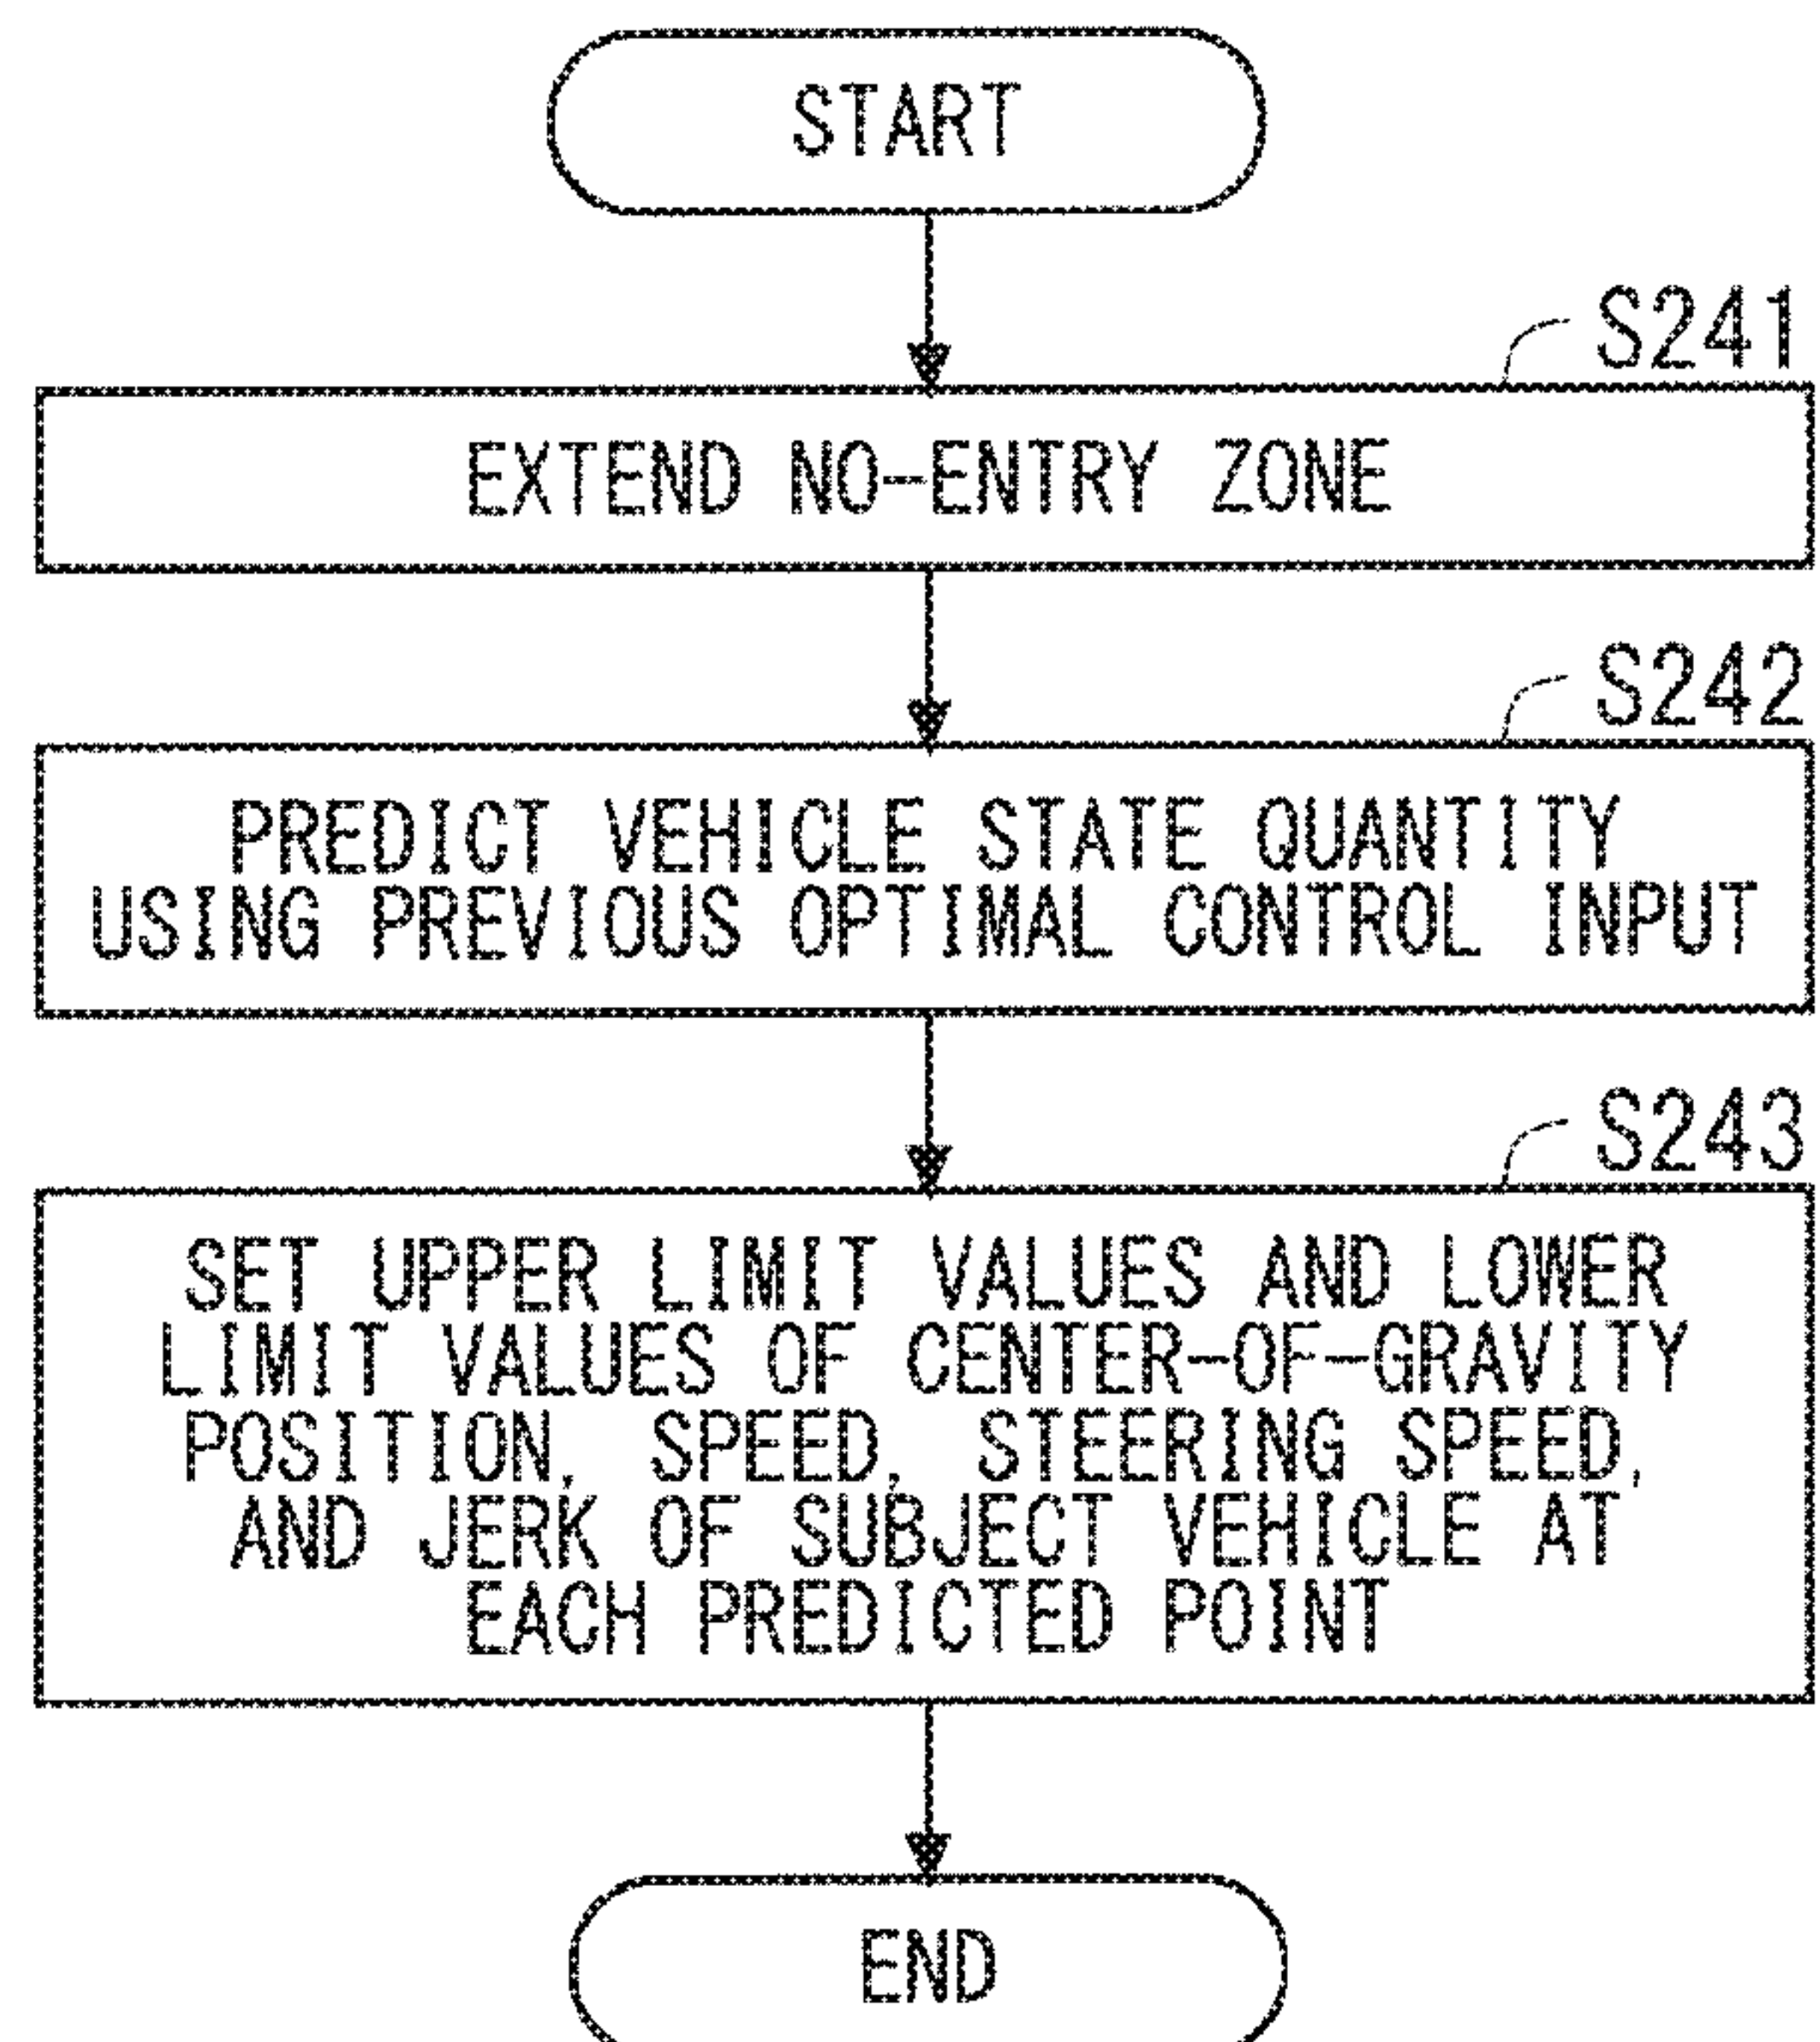 START
S241
EXTEND NO-ENTRY ZONE
S242
PREDICT VEHICLE STATE QUANTITY
USING PREVIOUS OPTIMAL CONTROL INPUT
S243
SET UPPER LIMIT VALUES AND LOWER
LIMIT VALUES OF CENTER-OF-GRAVITY
POSITION, SPEED, STEERING SPEED,
AND JERK OF SUBJECT VEHICLE AT
EACH PREDICTED POINT
END